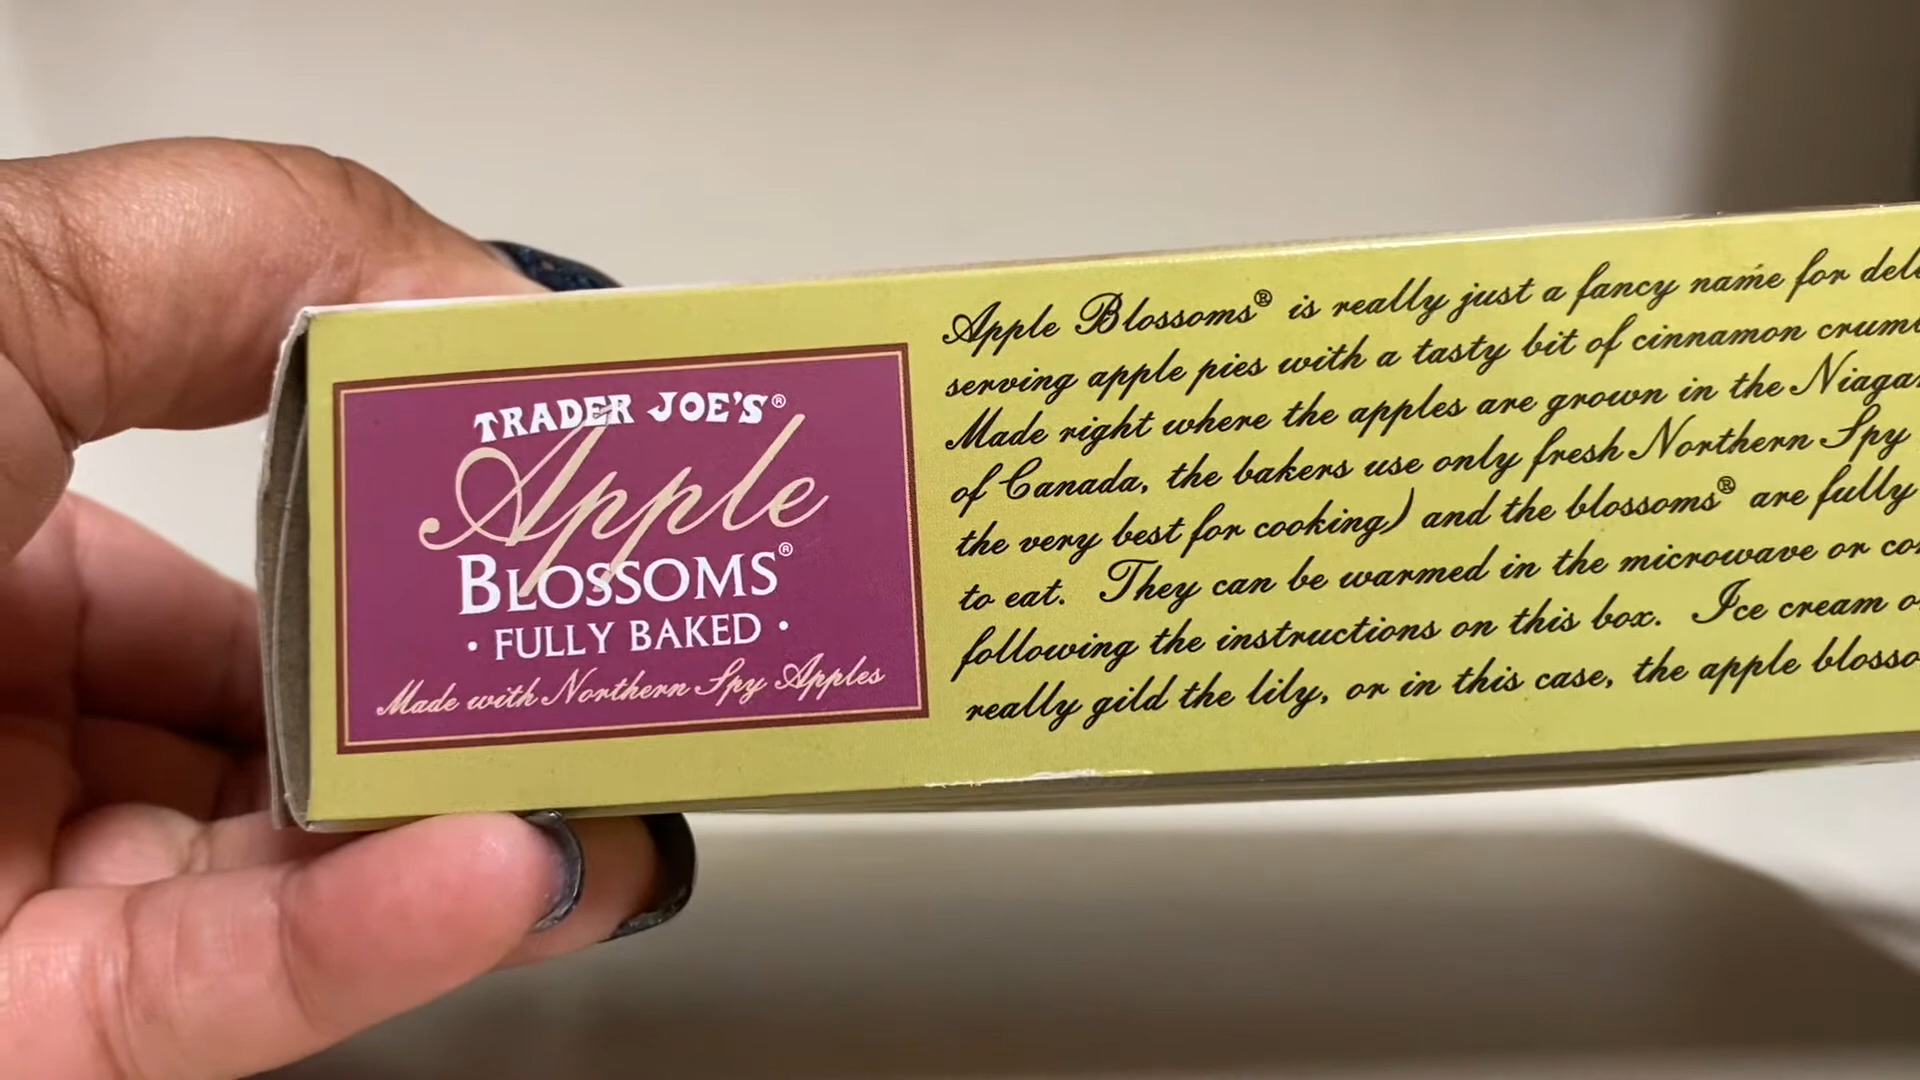 TRADER JOE'S®
Apple
BLOSSOMS®
• FULLY BAKED •
Made with Northern Spy Apples
Apple Blossoms® is really just a fancy name for
serving apple pies with a tasty bit of cinnamon
Made right where the apples are grown in the
of Canada, the bakers use only fresh Northern Spy
the very best for cooking) and the blossoms® are fully
to eat. They can be warmed in the microwave or
following the instructions on this box. Ice cream
really gild the lily, or in this case, the apple